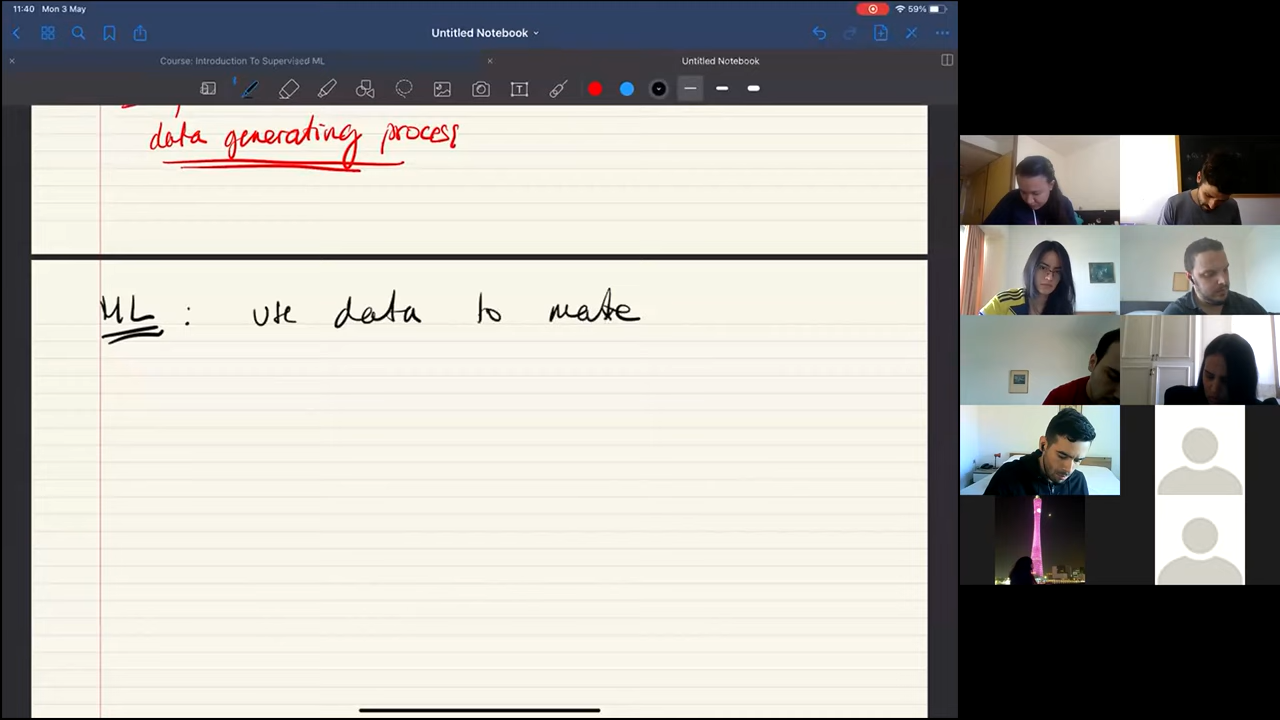 11:40 Mon 3 May
59%
Untitled Notebook
Course: Introduction To Supervised ML
Untitled Notebook
T
data generating process
ML : use data to make